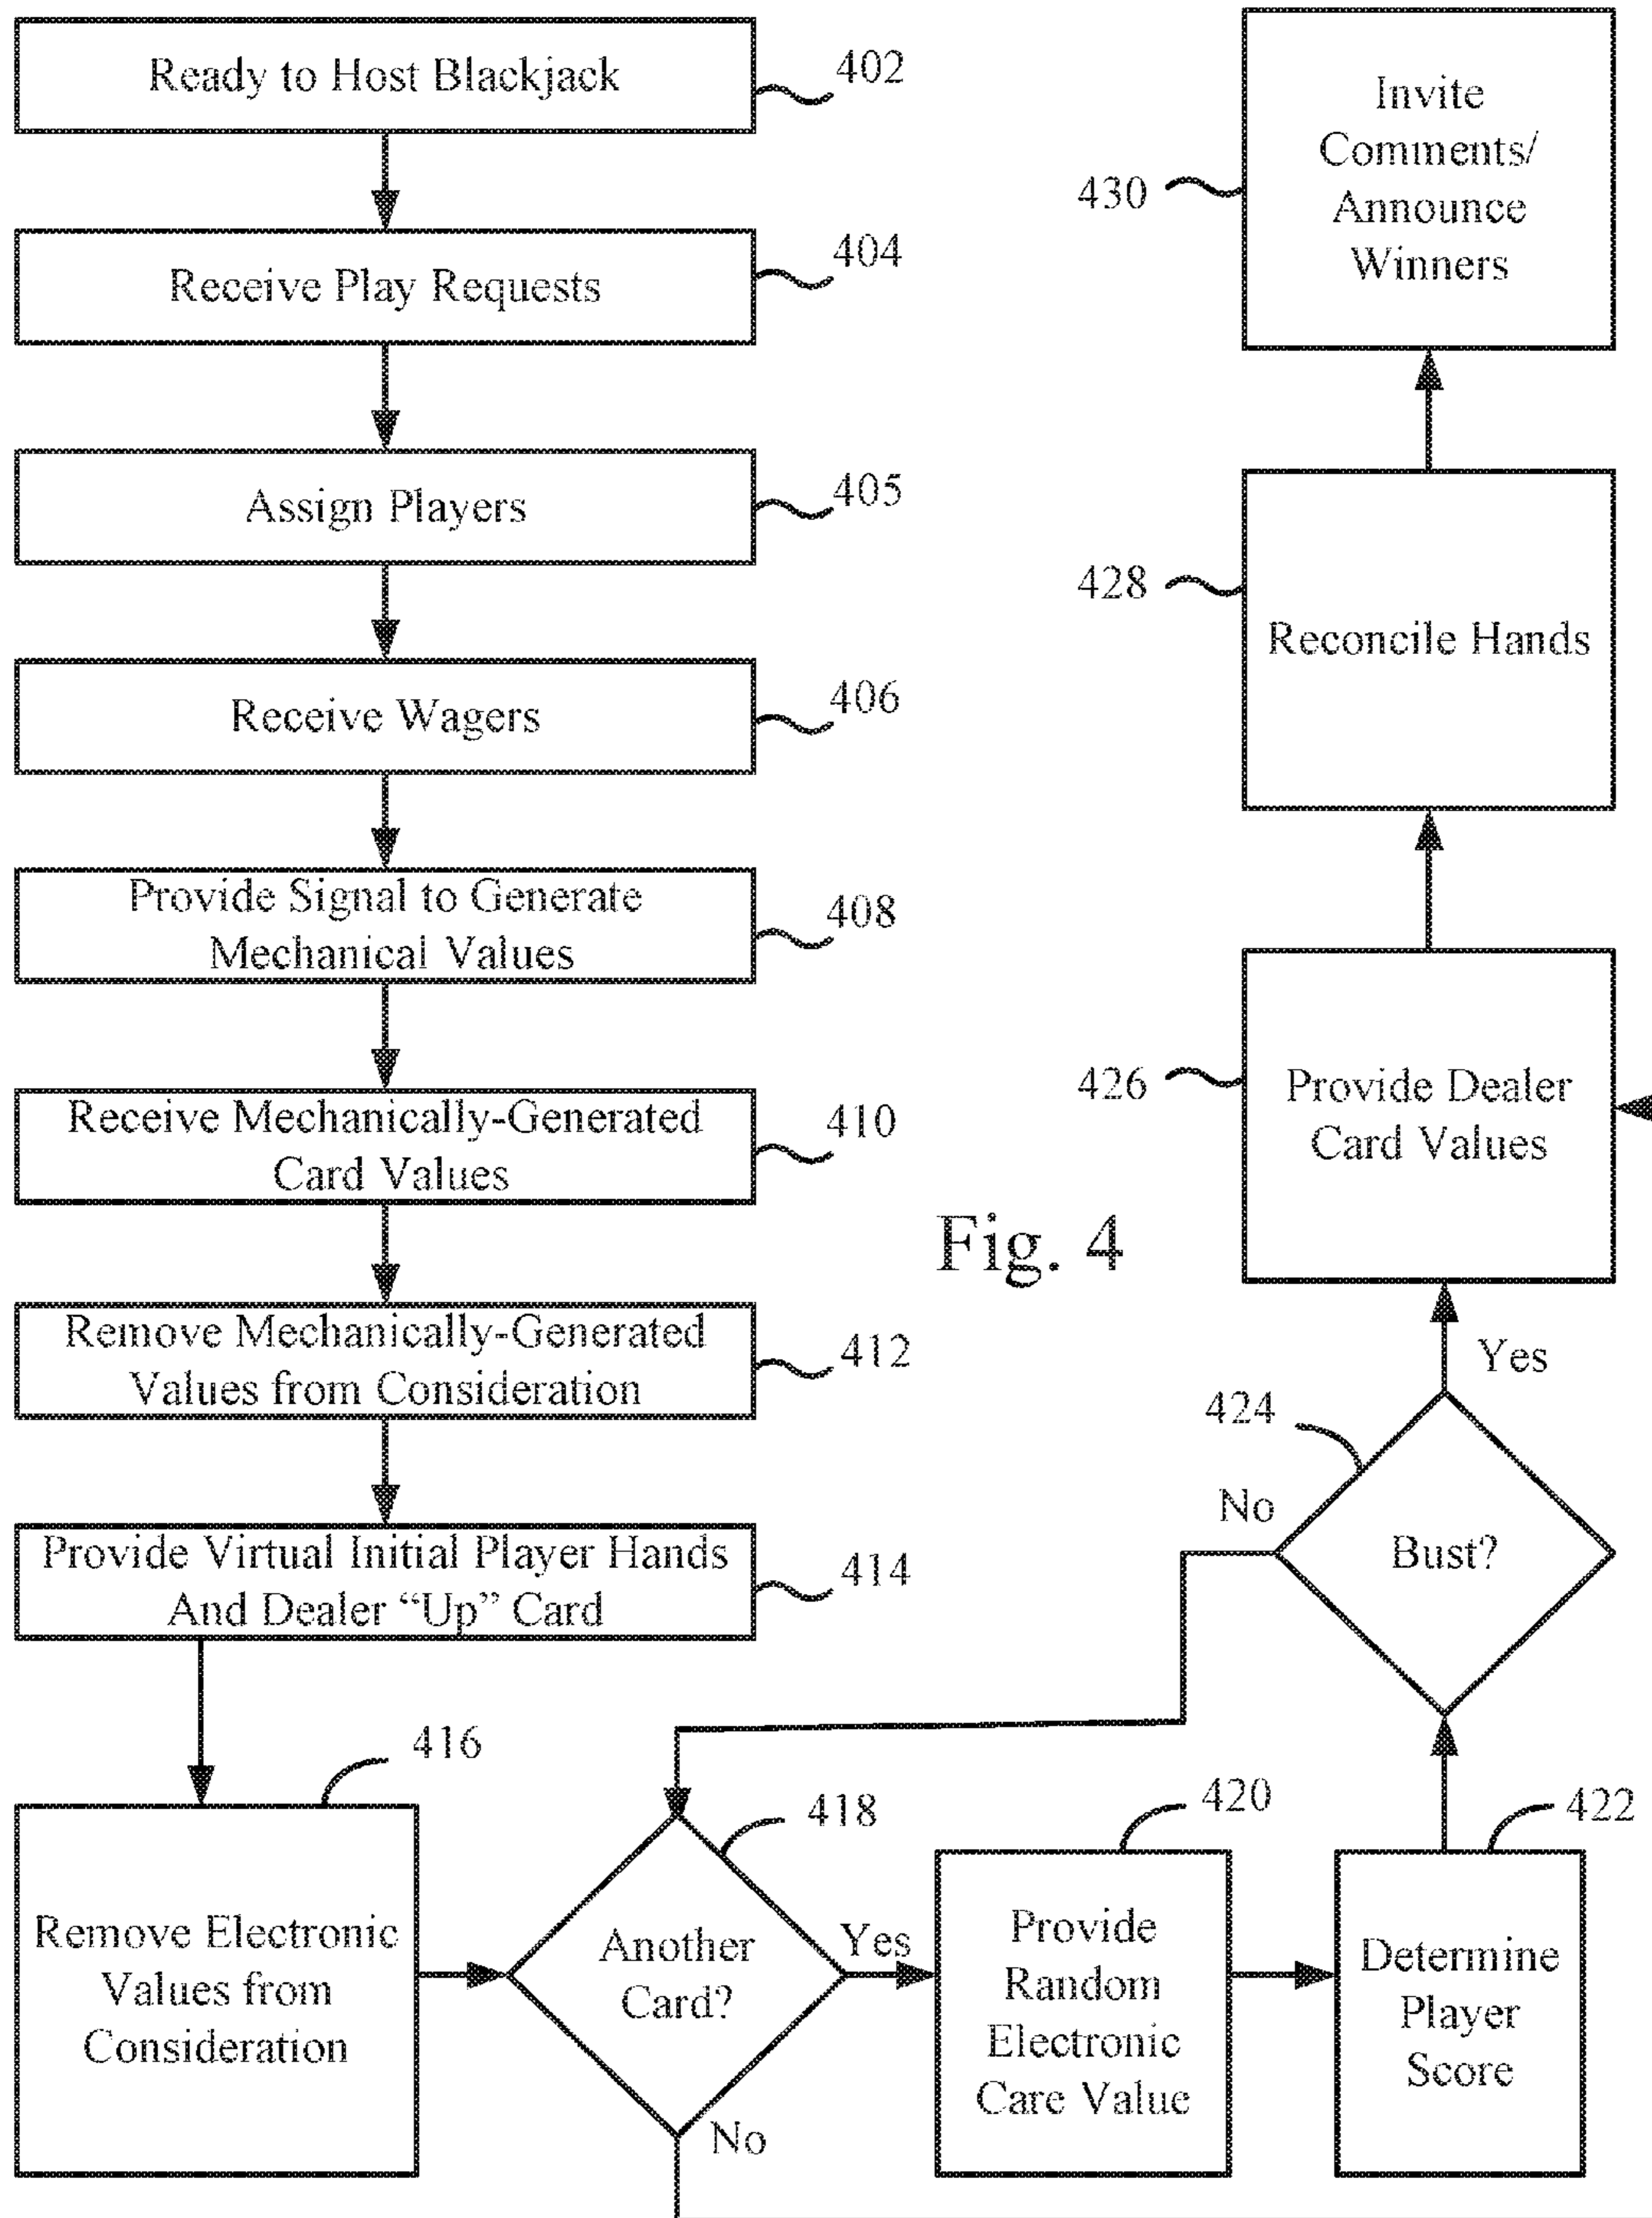 Ready to Host Blackjack
402
Receive Play Requests
404
Assign Players
405
Receive Wagers
406
Provide Signal to Generate
Mechanical Values
408
Receive Mechanically-Generated
Card Values
410
Remove Mechanically-Generated
Values from Consideration
412
Provide Virtual Initial Player Hands
And Dealer “Up” Card
414
416
Remove Electronic
Values from
Consideration
418
Another
Card?
Yes
No
420
Provide
Random
Electronic
Care Value
422
Determine
Player
Score
424
Bust?
No
Yes
426
Provide Dealer
Card Values
428
Reconcile Hands
430
Invite
Comments/
Announce
Winners
Fig. 4